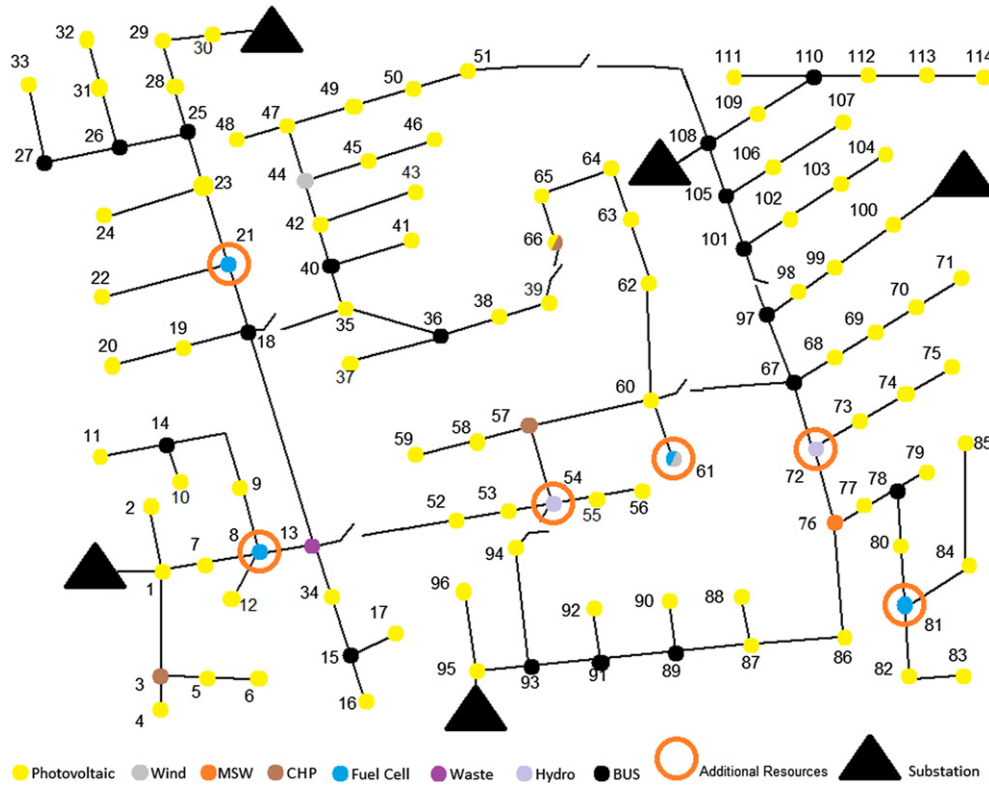 32 29 30 51 111 110 112 113 114
33 31 28 50 107
25 47 49 109
48 46 108
27 26 45 64 106 103 104
44 43 65 105 102
23 42 63 101 100
24 21 41 66 99 71
22 40 62 98 70
39 97 69
19 18 35 36 38 68
20 37 67 75
60 74
57 73
11 14 59 58 61 72 78 79 85
2 10 9 54 77
8 13 52 53 55 56 76
7 94 80 84
1 12 34 96 92 90 88 81
17
3 15 95 93 91 89 87 86 82 83
5 6 16
4
Photovoltaic Wind MSW CHP Fuel Cell Waste Hydro BUS Additional Resources Substation